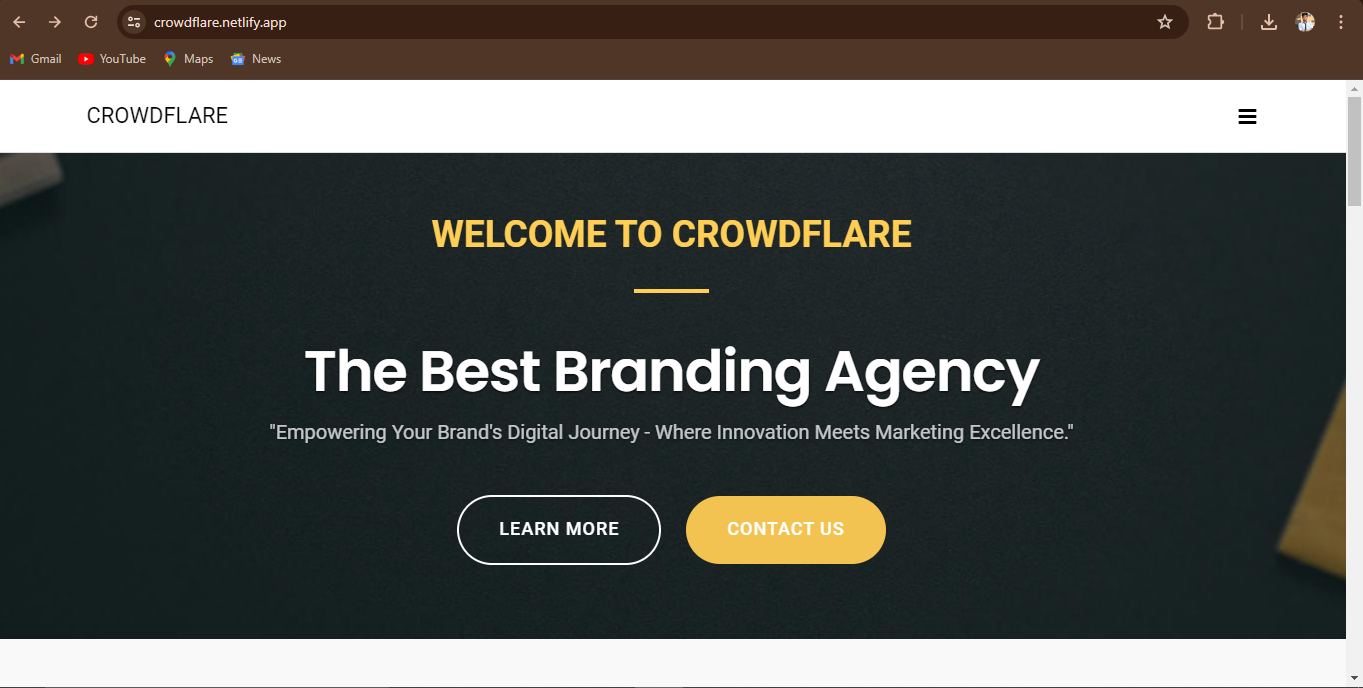 crowdflare.netlify.app
Gmail YouTube Maps News
CROWDFLARE
WELCOME TO CROWDFLARE
The Best Branding Agency
"Empowering Your Brand's Digital Journey - Where Innovation Meets Marketing Excellence."
LEARN MORE CONTACT US